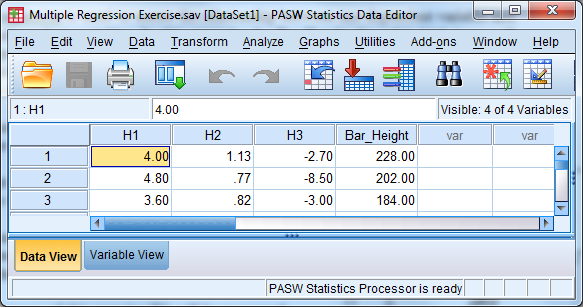 Multiple Regression Exercise.sav [DataSet1] - PASW Statistics Data Editor
File Edit View Data Transform Analyze Graphs Utilities Add-ons Window Help
1 : H1 4.00 Visible: 4 of 4 Variables
H1 H2 H3 Bar_Height var var
1 4.00 1.13 -2.70 228.00
2 4.80 .77 -8.50 202.00
3 3.60 .82 -3.00 184.00
Data View Variable View
PASW Statistics Processor is ready